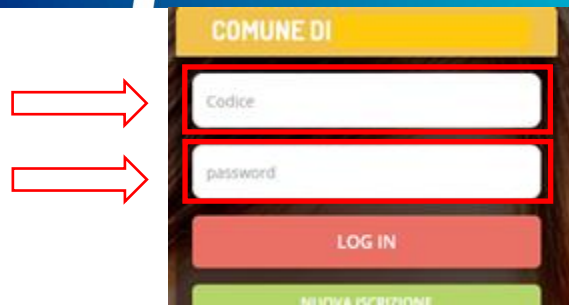 COMUNE DI
Codice
password
LOG IN
NUOVA ISCRIZIONE